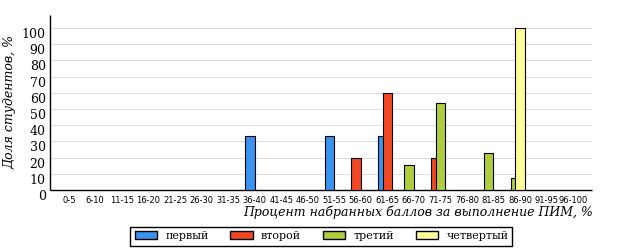 Доля студентов, %
100
90
80
70
60
50
40
30
20
10
0
0-5 6-10 11-15 16-20 21-25 26-30 31-35 36-40 41-45 46-50 51-55 56-60 61-65 66-70 71-75 76-80 81-85 86-90 91-95 96-100
Процент набранных баллов за выполнение ПИМ, %
первый второй третий четвертый